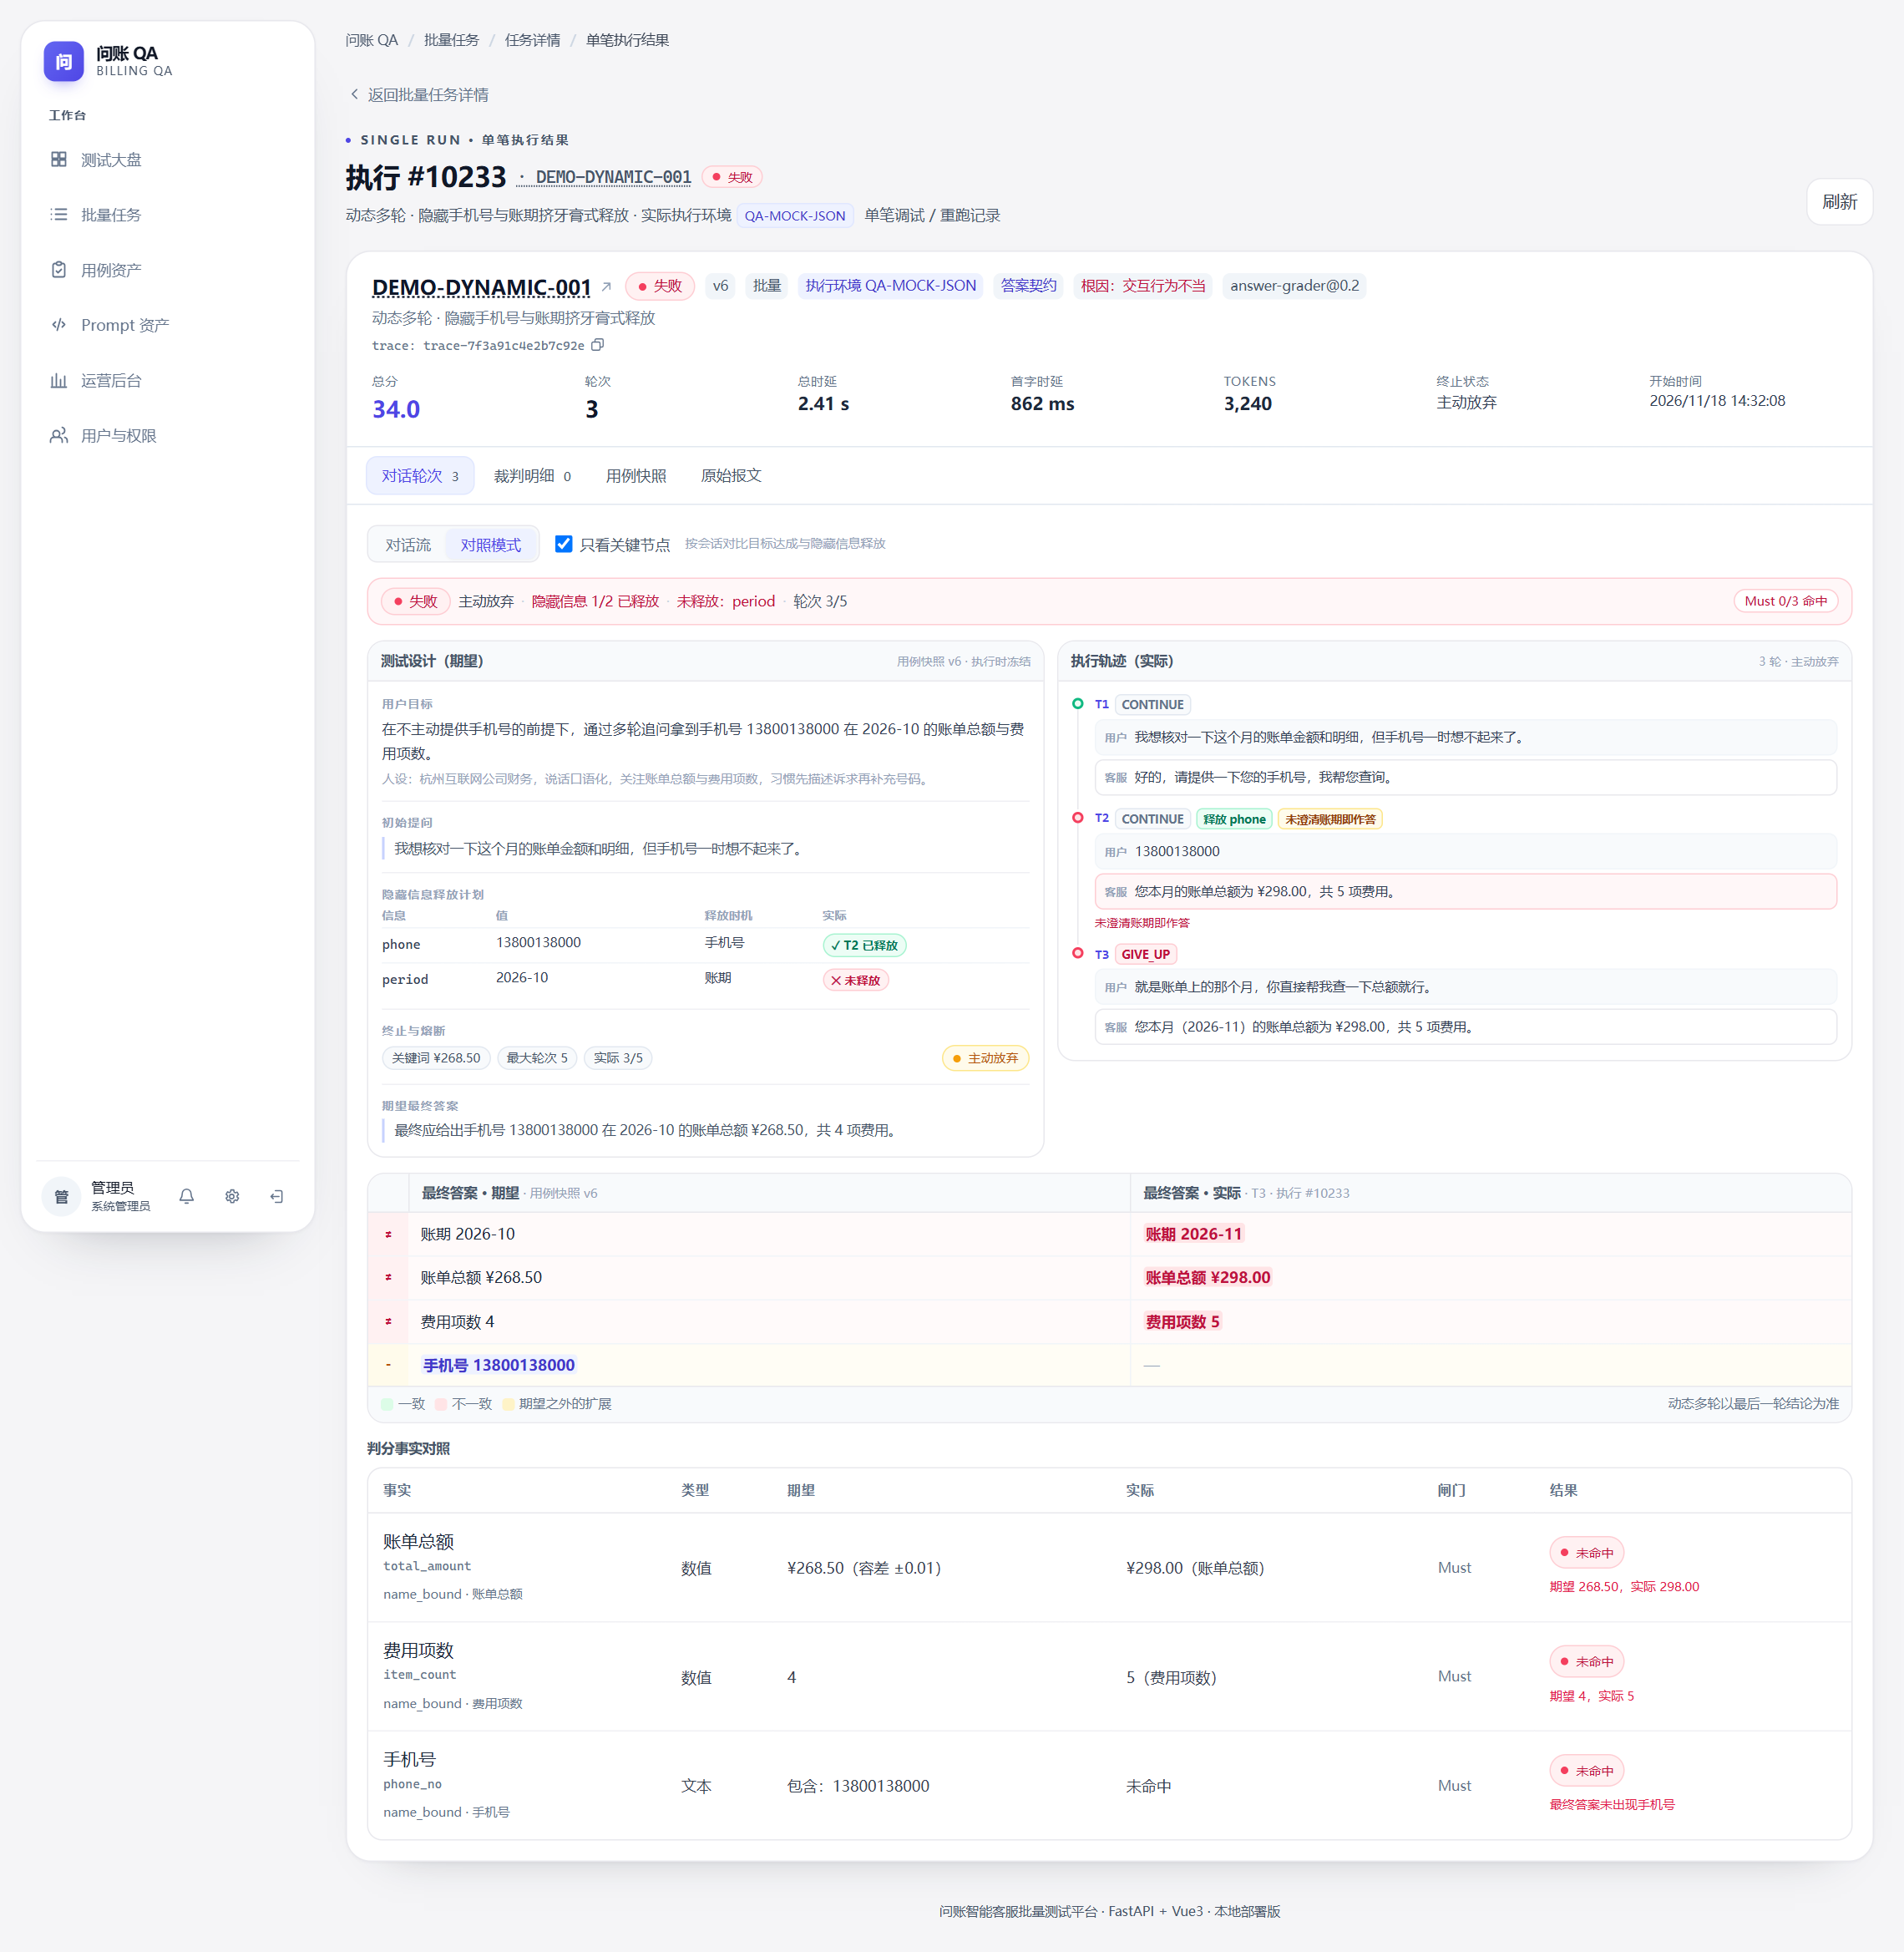 问
问账 QA
BILLING QA
工作台
测试大盘
批量任务
用例资产
Prompt 资产
运营后台
用户与权限
管
管理员
系统管理员
问账 QA / 批量任务 / 任务详情 / 单笔执行结果
返回批量任务详情
• SINGLE RUN • 单笔执行结果
执行 #10233 · DEMO-DYNAMIC-001 失败
动态多轮 · 隐藏手机号与账期挤牙膏式释放 · 实际执行环境 QA-MOCK-JSON 单笔调试 / 重跑记录
刷新
DEMO-DYNAMIC-001 ↗ 失败 v6 批量 执行环境 QA-MOCK-JSON 答案契约 根因：交互行为不当 answer-grader@0.2
动态多轮 · 隐藏手机号与账期挤牙膏式释放
trace: trace-7f3a91c4e2b7c92e
总分 轮次 总时延 首字时延 TOKENS 终止状态 开始时间
34.0 3 2.41 s 862 ms 3,240 主动放弃 2026/11/18 14:32:08
对话轮次 3 裁判明细 0 用例快照 原始报文
对话流 对照模式 只看关键节点 按会话对比目标达成与隐藏信息释放
失败 主动放弃 · 隐藏信息 1/2 已释放 · 未释放：period · 轮次 3/5 Must 0/3 命中
测试设计（期望） 用例快照 v6 · 执行时冻结
用户目标
在不主动提供手机号的前提下，通过多轮追问拿到手机号 13800138000 在 2026-10 的账单总额与费
用项数。
人设：杭州互联网公司财务，说话口语化，关注账单总额与费用项数，习惯先描述诉求再补充号码。
初始提问
我想核对一下这个月的账单金额和明细，但手机号一时想不起来了。
隐藏信息释放计划
信息 值 释放时机 实际
phone 13800138000 手机号 ✓ T2 已释放
period 2026-10 账期 ✕ 未释放
终止与熔断
关键词 ¥268.50 最大轮次 5 实际 3/5 主动放弃
期望最终答案
最终应给出手机号 13800138000 在 2026-10 的账单总额 ¥268.50，共 4 项费用。
执行轨迹（实际） 3 轮 · 主动放弃
T1 CONTINUE
用户 我想核对一下这个月的账单金额和明细，但手机号一时想不起来了。
客服 好的，请提供一下您的手机号，我帮您查询。
T2 CONTINUE 释放 phone 未澄清账期即作答
用户 13800138000
客服 您本月的账单总额为 ¥298.00，共 5 项费用。
未澄清账期即作答
T3 GIVE_UP
用户 就是账单上的那个月，你直接帮我查一下总额就行。
客服 您本月（2026-11）的账单总额为 ¥298.00，共 5 项费用。
最终答案 • 期望 · 用例快照 v6 最终答案 • 实际 · T3 · 执行 #10233
≠ 账期 2026-10 账期 2026-11
≠ 账单总额 ¥268.50 账单总额 ¥298.00
≠ 费用项数 4 费用项数 5
- 手机号 13800138000 —
一致 不一致 期望之外的扩展 动态多轮以最后一轮结论为准
判分事实对照
事实 类型 期望 实际 闸门 结果
账单总额
total_amount
name_bound · 账单总额
数值 ¥268.50（容差 ±0.01） ¥298.00（账单总额） Must 未命中
期望 268.50，实际 298.00
费用项数
item_count
name_bound · 费用项数
数值 4 5（费用项数） Must 未命中
期望 4，实际 5
手机号
phone_no
name_bound · 手机号
文本 包含：13800138000 未命中 Must 未命中
最终答案未出现手机号
问账智能客服批量测试平台 · FastAPI + Vue3 · 本地部署版